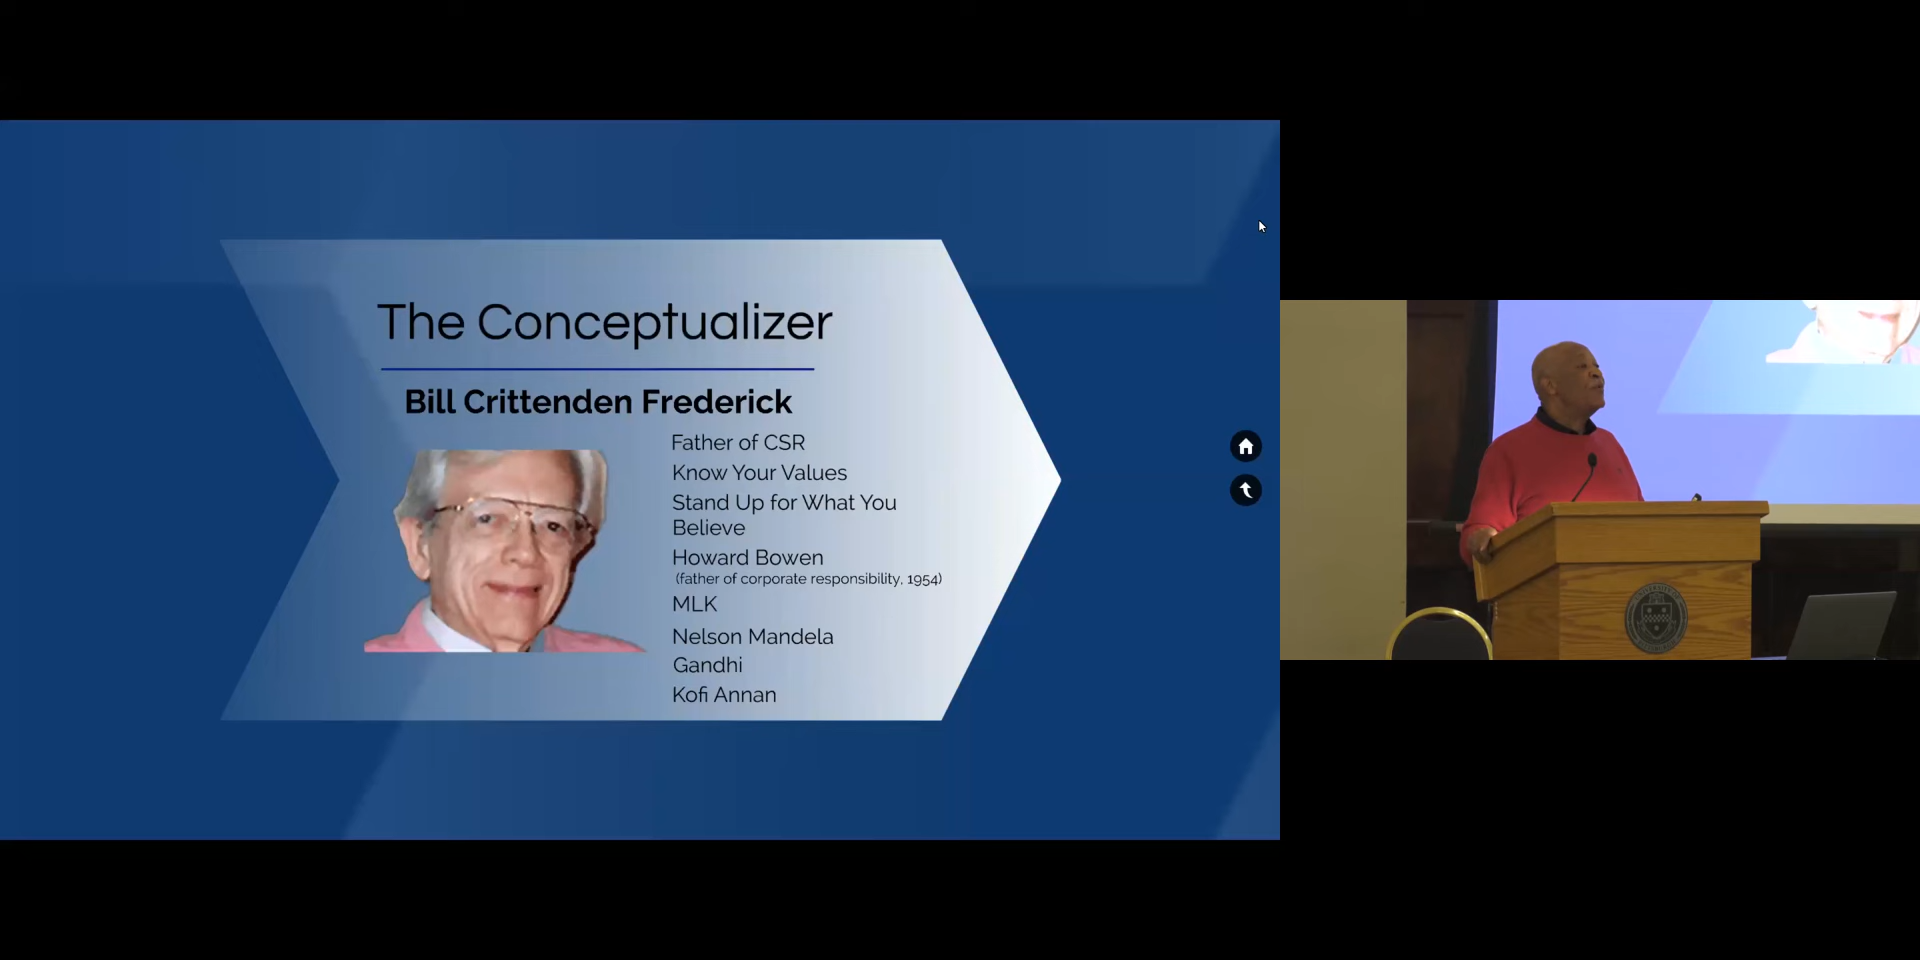 The Conceptualizer
Bill Crittenden Frederick
Father of CSR
Know Your Values
Stand Up for What You
Believe
Howard Bowen
(father of corporate responsibility, 1954)
MLK
Nelson Mandela
Gandhi
Kofi Annan